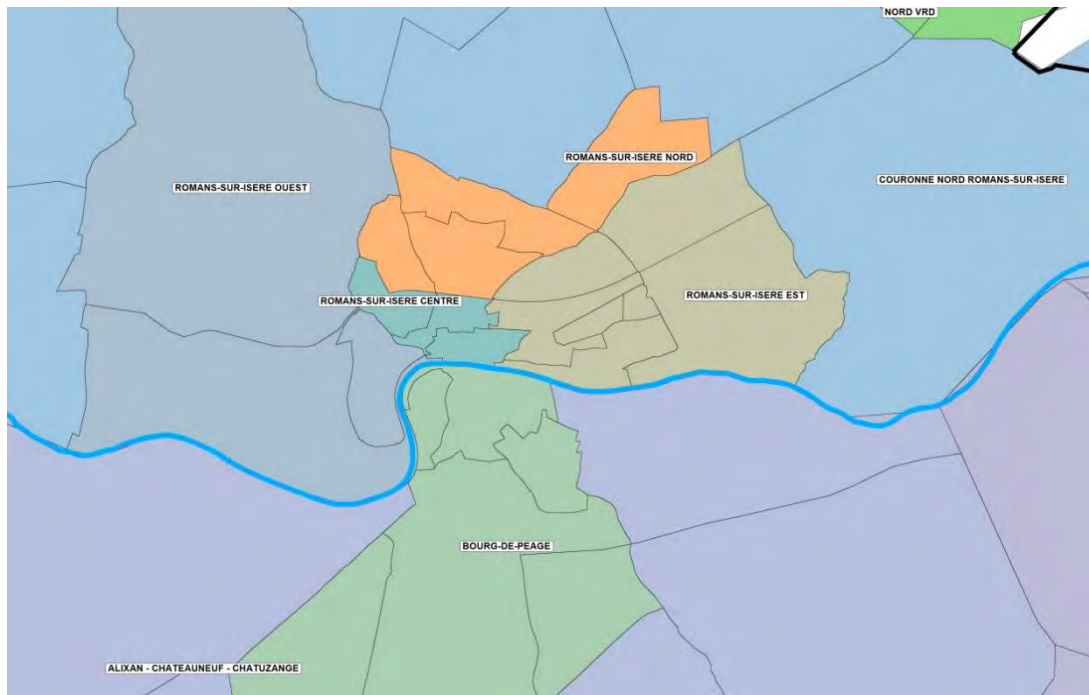 NORD VRD
ROMANS-SUR-ISERE NORD
COURONNE NORD ROMANS-SUR-ISERE
ROMANS-SUR-ISERE OUEST
ROMANS-SUR-ISERE CENTRE
ROMANS-SUR-ISERE EST
BOURG-DE-PEAGE
ALIXAN - CHATEAUNEUF - CHATUZANGE